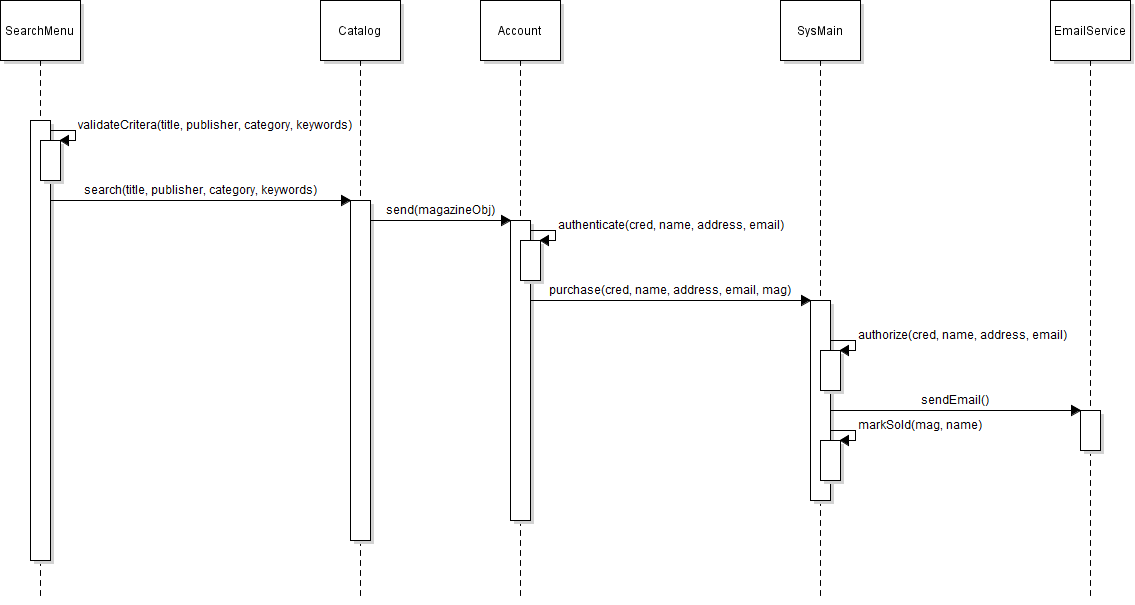 SearchMenu
Catalog
Account
SysMain
EmailService
validateCritera(title, publisher, category, keywords)
search(title, publisher, category, keywords)
send(magazineObj)
authenticate(cred, name, address, email)
purchase(cred, name, address, email, mag)
authorize(cred, name, address, email)
sendEmail()
markSold(mag, name)